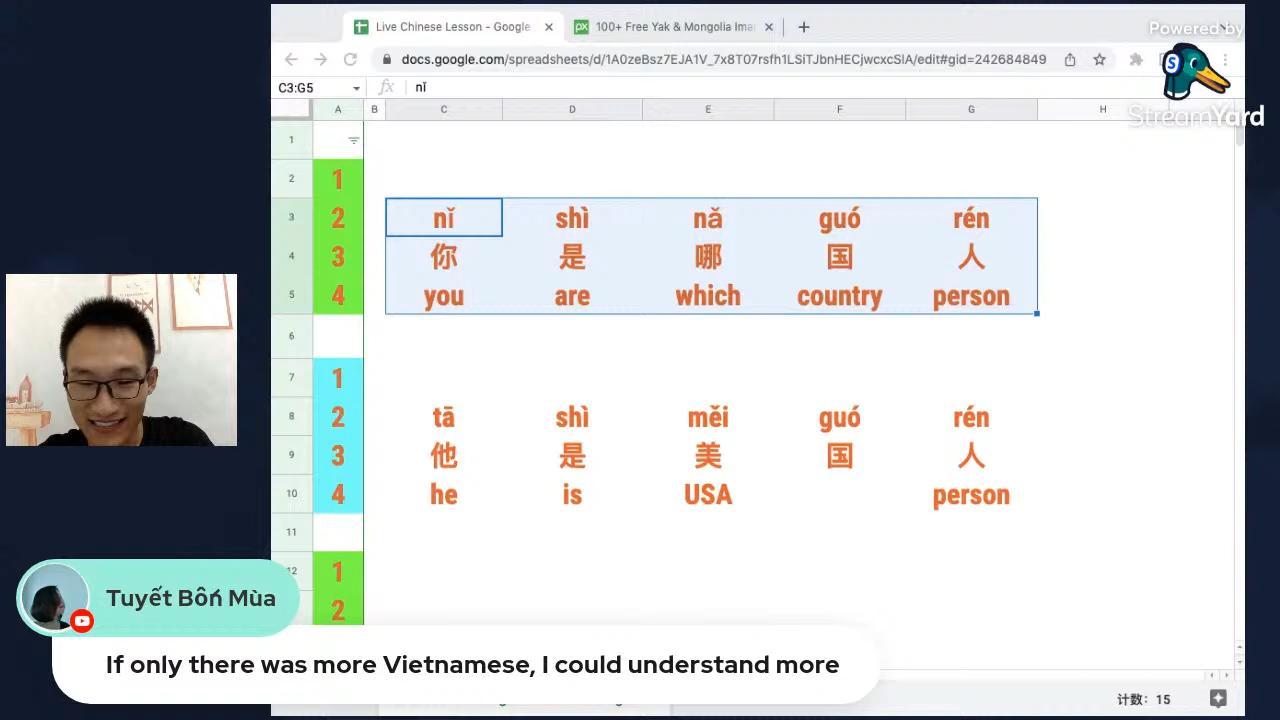 Live Chinese Lesson - Google
100+ Free Yak & Mongolia Ima
Powered by
docs.google.com/spreadsheets/d/1A0zeBsz7EJA1V_7x8T07rsfh1LSiTJbnHECjwcxcSlA/edit#gid=242684849
StreamYard
C3:G5 fx nǐ
A B C D E F G H
1
2 1
3 2 nǐ shì nǎ guó rén
4 3 你 是 哪 国 人
5 4 you are which country person
6
7 1
8 2 tā shì měi guó rén
9 3 他 是 美 国 人
10 4 he is USA person
11
12 1
2
Tuyết Bốn Mùa
If only there was more Vietnamese, I could understand more
计数: 15